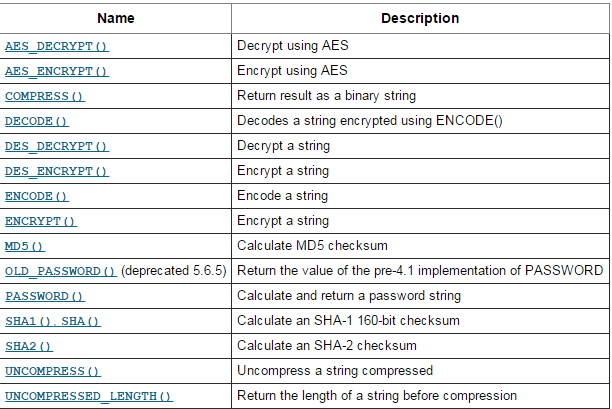 Name Description
AES_DECRYPT() Decrypt using AES
AES_ENCRYPT() Encrypt using AES
COMPRESS() Return result as a binary string
DECODE() Decodes a string encrypted using ENCODE()
DES_DECRYPT() Decrypt a string
DES_ENCRYPT() Encrypt a string
ENCODE() Encode a string
ENCRYPT() Encrypt a string
MD5() Calculate MD5 checksum
OLD_PASSWORD() (deprecated 5.6.5) Return the value of the pre-4.1 implementation of PASSWORD
PASSWORD() Calculate and return a password string
SHA1(), SHA() Calculate an SHA-1 160-bit checksum
SHA2() Calculate an SHA-2 checksum
UNCOMPRESS() Uncompress a string compressed
UNCOMPRESSED_LENGTH() Return the length of a string before compression